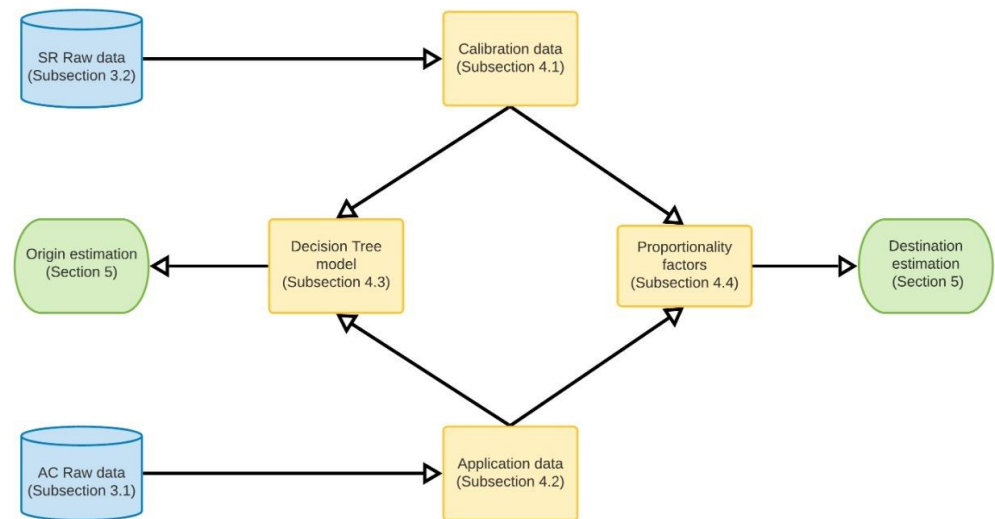 SR Raw data
(Subsection 3.2)
Calibration data
(Subsection 4.1)
Origin estimation
(Section 5)
Decision Tree
model
(Subsection 4.3)
Proportionality
factors
(Subsection 4.4)
Destination
estimation
(Section 5)
AC Raw data
(Subsection 3.1)
Application data
(Subsection 4.2)